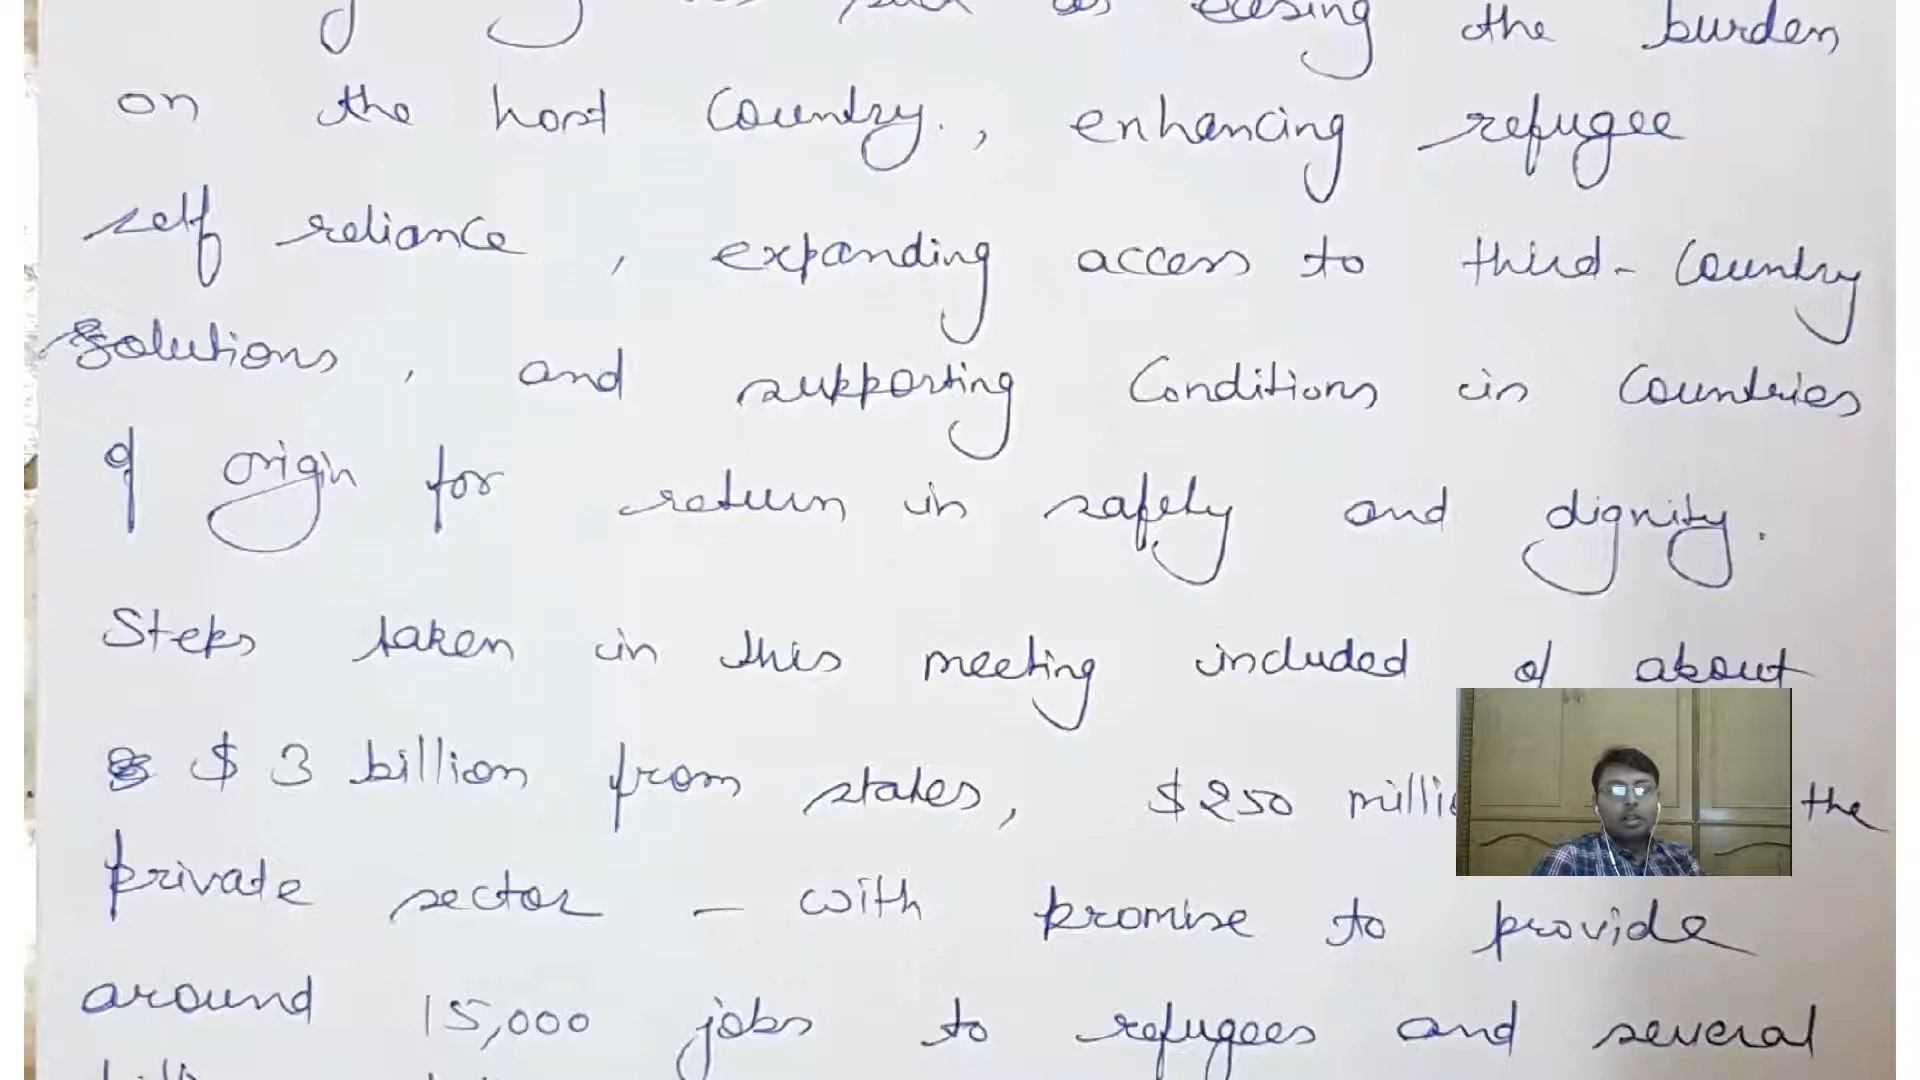 such as easing the burden
on the host country., enhancing refugee
self reliance, expanding access to third-country
solutions, and supporting conditions in countries
of origin for return in safety and dignity.
Steps taken in this meeting included of about
$ 3 billion from states, $250 the
private sector – with promise to provide
around 15,000 jobs to refugees and several